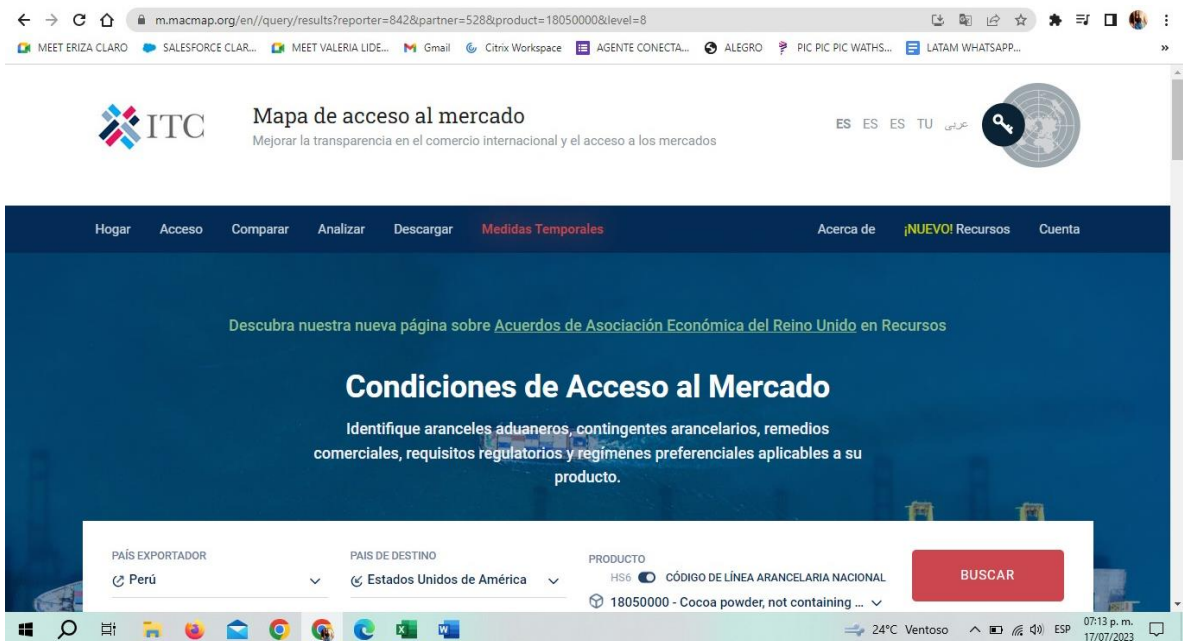 m.macmap.org/en//query/results?reporter=842&partner=528&product=18050000&level=8
MEET ERIZA CLARO SALESFORCE CLAR... MEET VALERIA LIDE... Gmail Citrix Workspace AGENTE CONECTA... ALEGRO PIC PIC PIC WATHS... LATAM WHATSAPP... »
ITC
Mapa de acceso al mercado
Mejorar la transparencia en el comercio internacional y el acceso a los mercados
ES ES ES TU عربى
Hogar Acceso Comparar Analizar Descargar Medidas Temporales Acerca de ¡NUEVO! Recursos Cuenta
Descubra nuestra nueva página sobre Acuerdos de Asociación Económica del Reino Unido en Recursos
Condiciones de Acceso al Mercado
Identifique aranceles aduaneros, contingentes arancelarios, remedios
comerciales, requisitos regulatorios y regímenes preferenciales aplicables a su
producto.
PAÍS EXPORTADOR
Perú
PAIS DE DESTINO
Estados Unidos de América
PRODUCTO
HS6 CÓDIGO DE LÍNEA ARANCELARIA NACIONAL
18050000 - Cocoa powder, not containing ...
BUSCAR
24°C Ventoso ESP 07:13 p. m.
17/07/2023